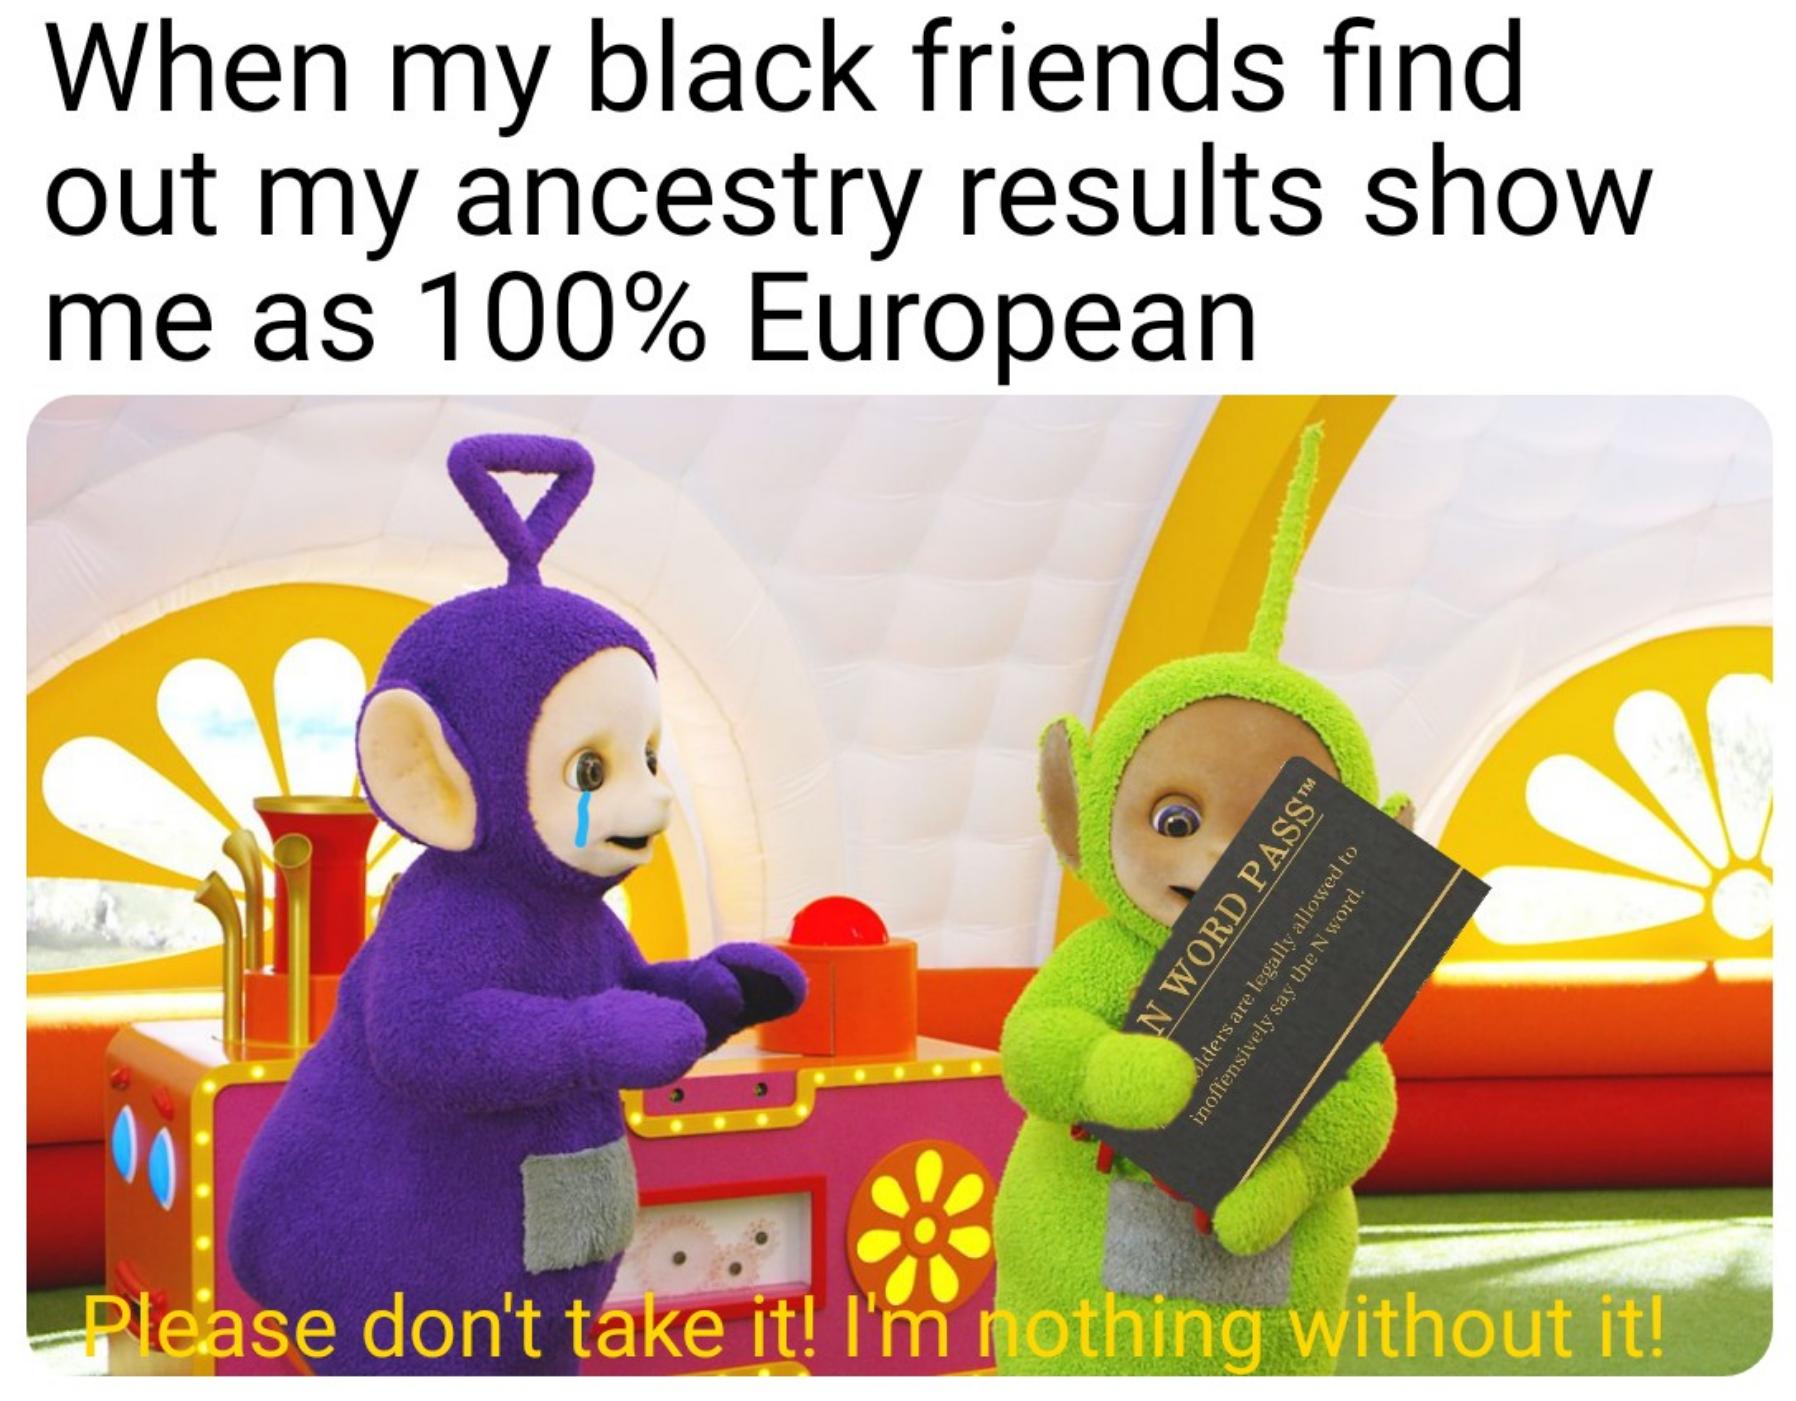 When my black friends find
out my ancestry results show
me as 100% European
N WORD PASS™
olders are legally allowed to
inoffensively say the N word.
Please don't take it! I'm nothing without it!